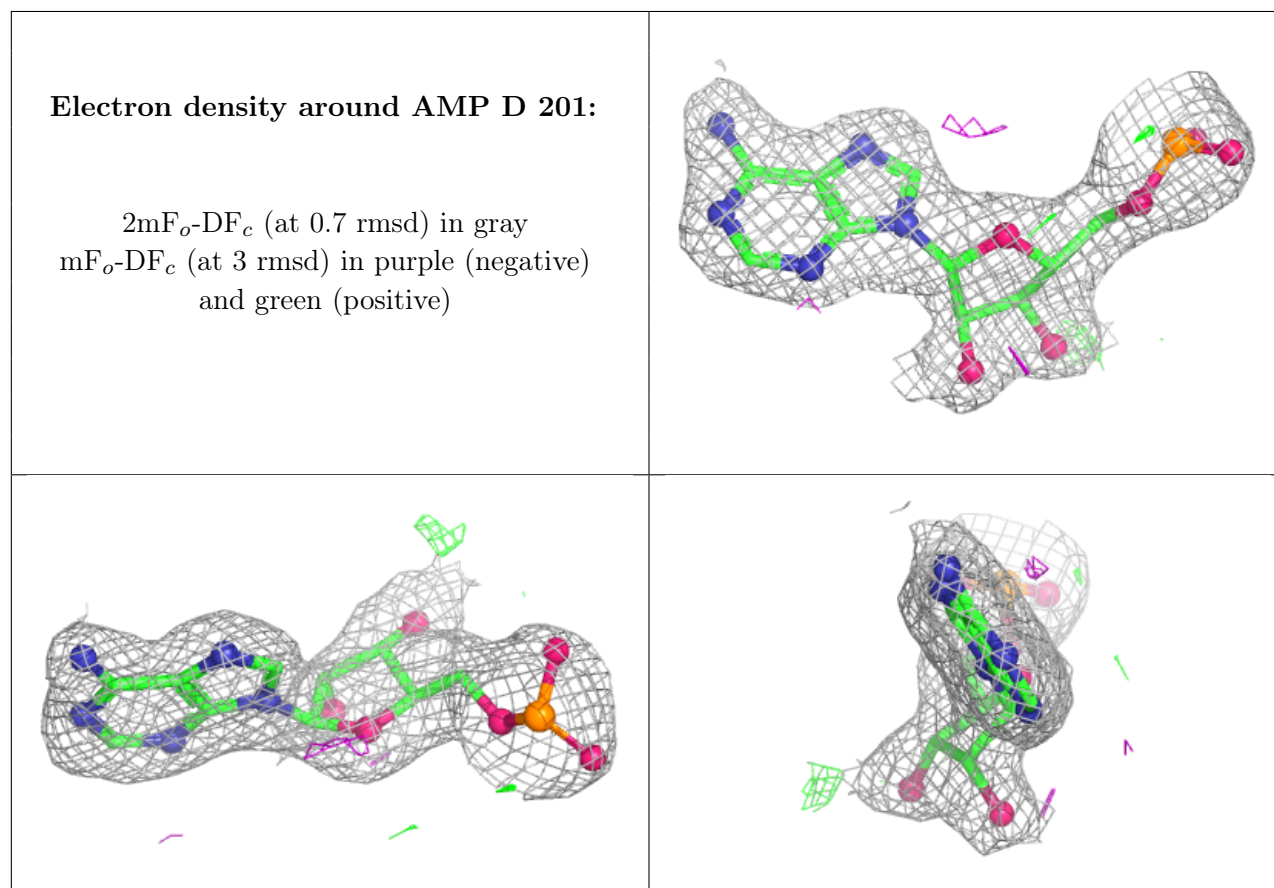 Electron density around AMP D 201:
2mFo-DFc (at 0.7 rmsd) in gray
mFo-DFc (at 3 rmsd) in purple (negative)
and green (positive)